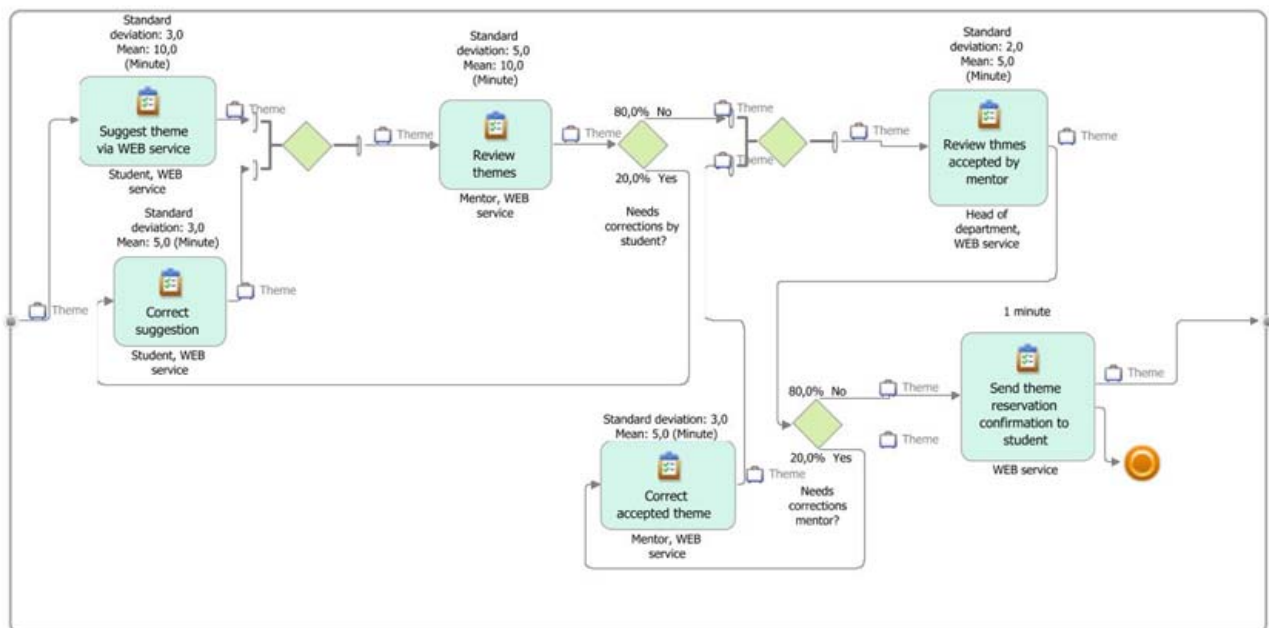 Standard
deviation: 3,0
Mean: 10,0
(Minute)
Suggest theme
via WEB service
Student, WEB
service
Theme
Theme
Standard
deviation: 3,0
Mean: 5,0 (Minute)
Correct
suggestion
Student, WEB
service
Theme
Theme
Standard
deviation: 5,0
Mean: 10,0
(Minute)
Review
themes
Mentor, WEB
service
Theme
80,0% No
20,0% Yes
Needs
corrections by
student?
Theme
Theme
Theme
Standard
deviation: 2,0
Mean: 5,0
(Minute)
Review thmes
accepted by
mentor
Head of
department,
WEB service
Theme
Standard deviation: 3,0
Mean: 5,0 (Minute)
Correct
accepted theme
Mentor, WEB
service
Theme
80,0% No
20,0% Yes
Needs
corrections
mentor?
Theme
Theme
1 minute
Send theme
reservation
confirmation to
student
WEB service
Theme